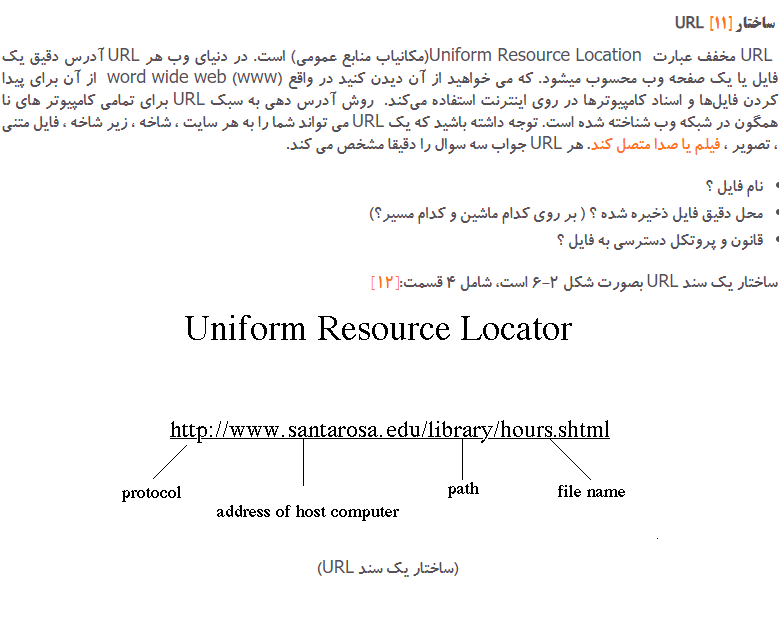 ساختار [۱۱] URL
URL مخفف عبارت Uniform Resource Location(مکانیاب منابع عمومی) است. در دنیای وب هر URL آدرس دقیق یک
فایل یا یک صفحه وب محسوب میشود. که می خواهید از آن دیدن کنید در واقع word wide web (www) از آن برای پیدا
کردن فایل‌ها و اسناد کامپیوترها در روی اینترنت استفاده می‌کند. روش آدرس دهی به سبک URL برای تمامی کامپیوتر های نا
همگون در شبکه وب شناخته شده است. توجه داشته باشید که یک URL می تواند شما را به هر سایت ، شاخه ، زیر شاخه ، فایل متنی
، تصویر ، فیلم یا صدا متصل کند. هر URL جواب سه سوال را دقیقا مشخص می کند.
• نام فایل ؟
• محل دقیق فایل ذخیره شده ؟ ( بر روی کدام ماشین و کدام مسیر؟)
• قانون و پروتکل دسترسی به فایل ؟
ساختار یک سند URL بصورت شکل ۲-۶ است، شامل ۴ قسمت:[۱۲]
Uniform Resource Locator
http://www.santarosa.edu/library/hours.shtml
protocol
address of host computer
path
file name
(ساختار یک سند URL)